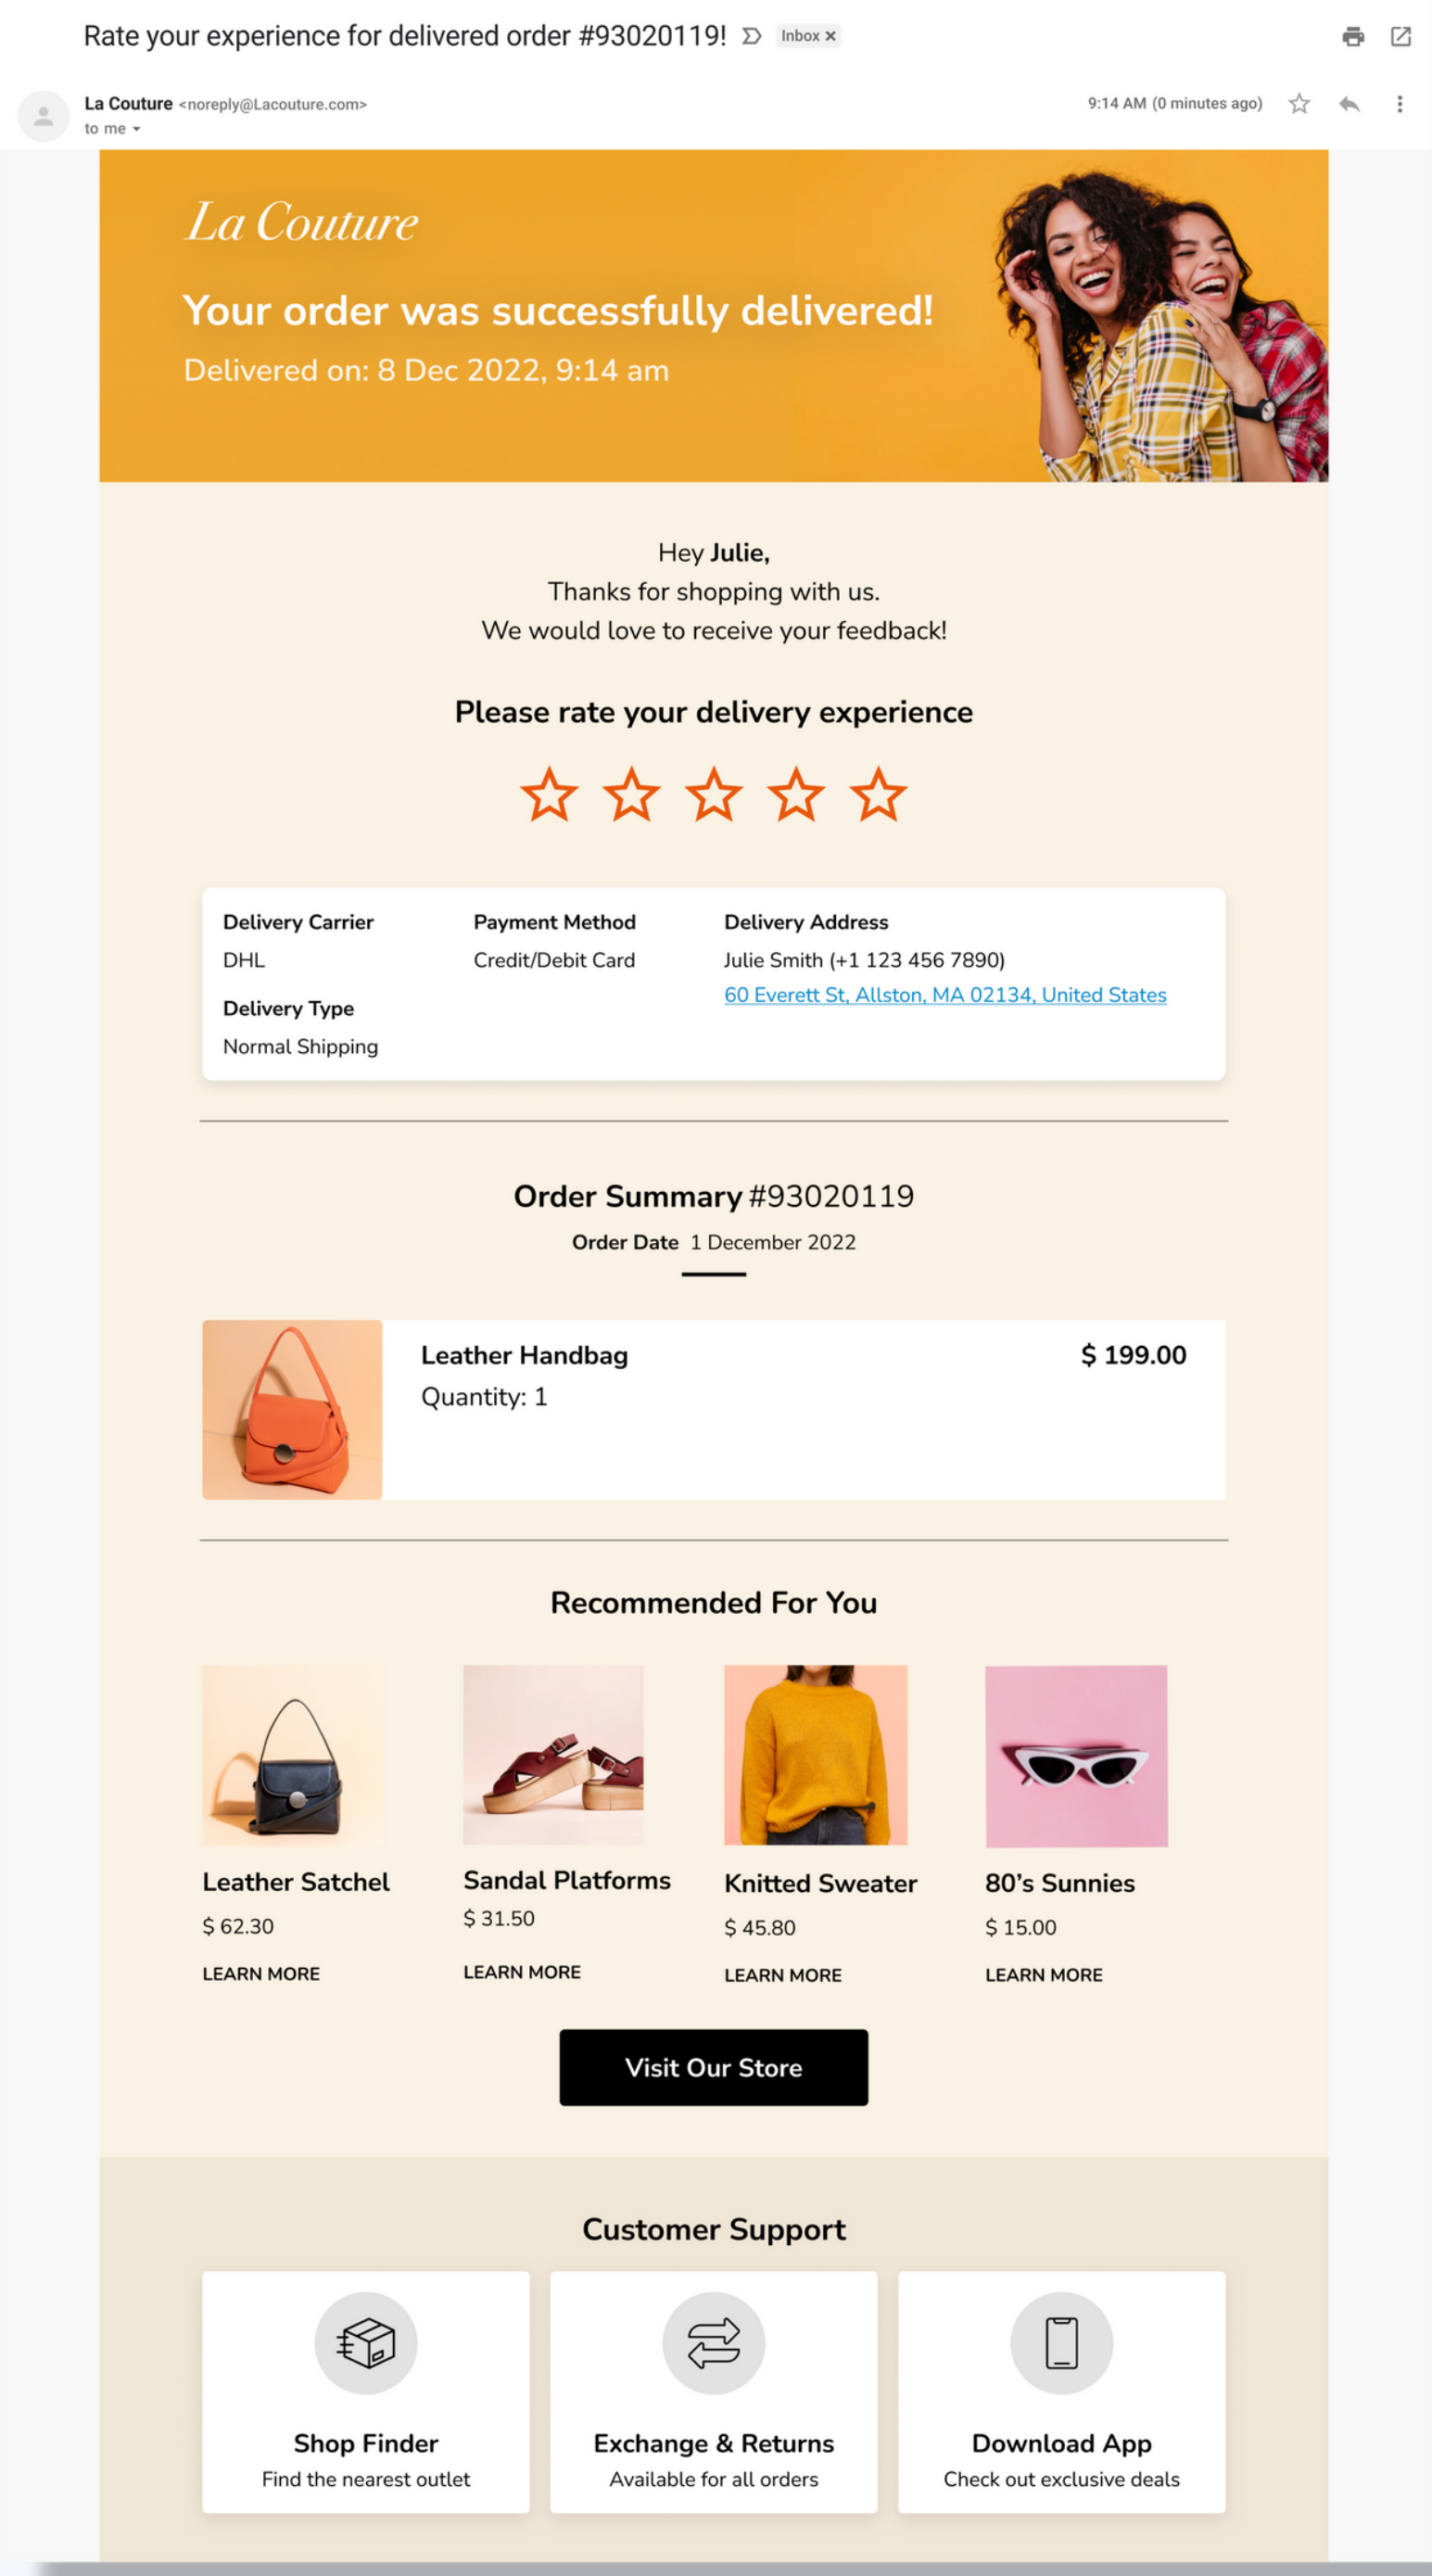 Rate your experience for delivered order #93020119! Inbox ×
La Couture <noreply@Lacouture.com> 9:14 AM (0 minutes ago)
to me
La Couture
Your order was successfully delivered!
Delivered on: 8 Dec 2022, 9:14 am
Hey Julie,
Thanks for shopping with us.
We would love to receive your feedback!
Please rate your delivery experience
Delivery Carrier
DHL
Delivery Type
Normal Shipping
Payment Method
Credit/Debit Card
Delivery Address
Julie Smith (+1 123 456 7890)
60 Everett St, Allston, MA 02134, United States
Order Summary #93020119
Order Date 1 December 2022
Leather Handbag $ 199.00
Quantity: 1
Recommended For You
Leather Satchel
$ 62.30
LEARN MORE
Sandal Platforms
$ 31.50
LEARN MORE
Knitted Sweater
$ 45.80
LEARN MORE
80’s Sunnies
$ 15.00
LEARN MORE
Visit Our Store
Customer Support
Shop Finder
Find the nearest outlet
Exchange & Returns
Available for all orders
Download App
Check out exclusive deals